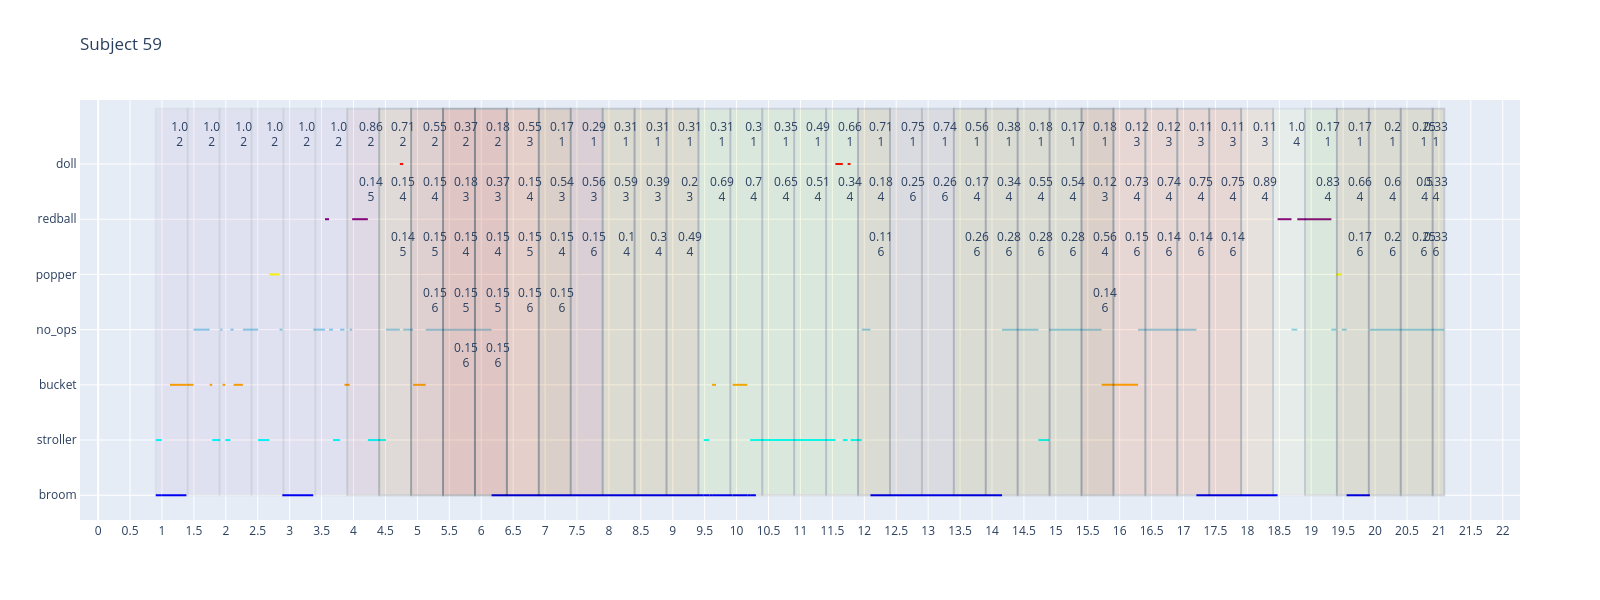 Subject 59
1.0 1.0 1.0 1.0 1.0 1.0 0.86 0.71 0.55 0.37 0.18 0.55 0.17 0.29 0.31 0.31 0.31 0.31 0.3 0.35 0.49 0.66 0.71 0.75 0.74 0.56 0.38 0.18 0.17 0.18 0.12 0.12 0.11 0.11 0.11 1.0 0.17 0.17 0.2 0.25 0.33
2 2 2 2 2 2 2 2 2 2 2 3 1 1 1 1 1 1 1 1 1 1 1 1 1 1 1 1 1 1 3 3 3 3 3 4 1 1 1 1 1
doll
0.14 0.15 0.15 0.18 0.37 0.15 0.54 0.56 0.59 0.39 0.2 0.69 0.7 0.65 0.51 0.34 0.18 0.25 0.26 0.17 0.34 0.55 0.54 0.12 0.73 0.74 0.75 0.75 0.89 0.83 0.66 0.6 0.5 0.33
5 4 4 3 3 4 3 3 3 3 3 4 4 4 4 4 4 6 6 4 4 4 4 3 4 4 4 4 4 4 4 4 4 4
redball
0.14 0.15 0.15 0.15 0.15 0.15 0.15 0.1 0.3 0.49 0.11 0.26 0.28 0.28 0.28 0.56 0.15 0.14 0.14 0.14 0.17 0.2 0.25 0.33
5 5 4 4 5 4 6 4 4 4 6 6 6 6 6 4 6 6 6 6 6 6 6 6
popper
0.15 0.15 0.15 0.15 0.15 0.14
6 5 5 6 6 6
no_ops
0.15 0.15
6 6
bucket
stroller
broom
0 0.5 1 1.5 2 2.5 3 3.5 4 4.5 5 5.5 6 6.5 7 7.5 8 8.5 9 9.5 10 10.5 11 11.5 12 12.5 13 13.5 14 14.5 15 15.5 16 16.5 17 17.5 18 18.5 19 19.5 20 20.5 21 21.5 22